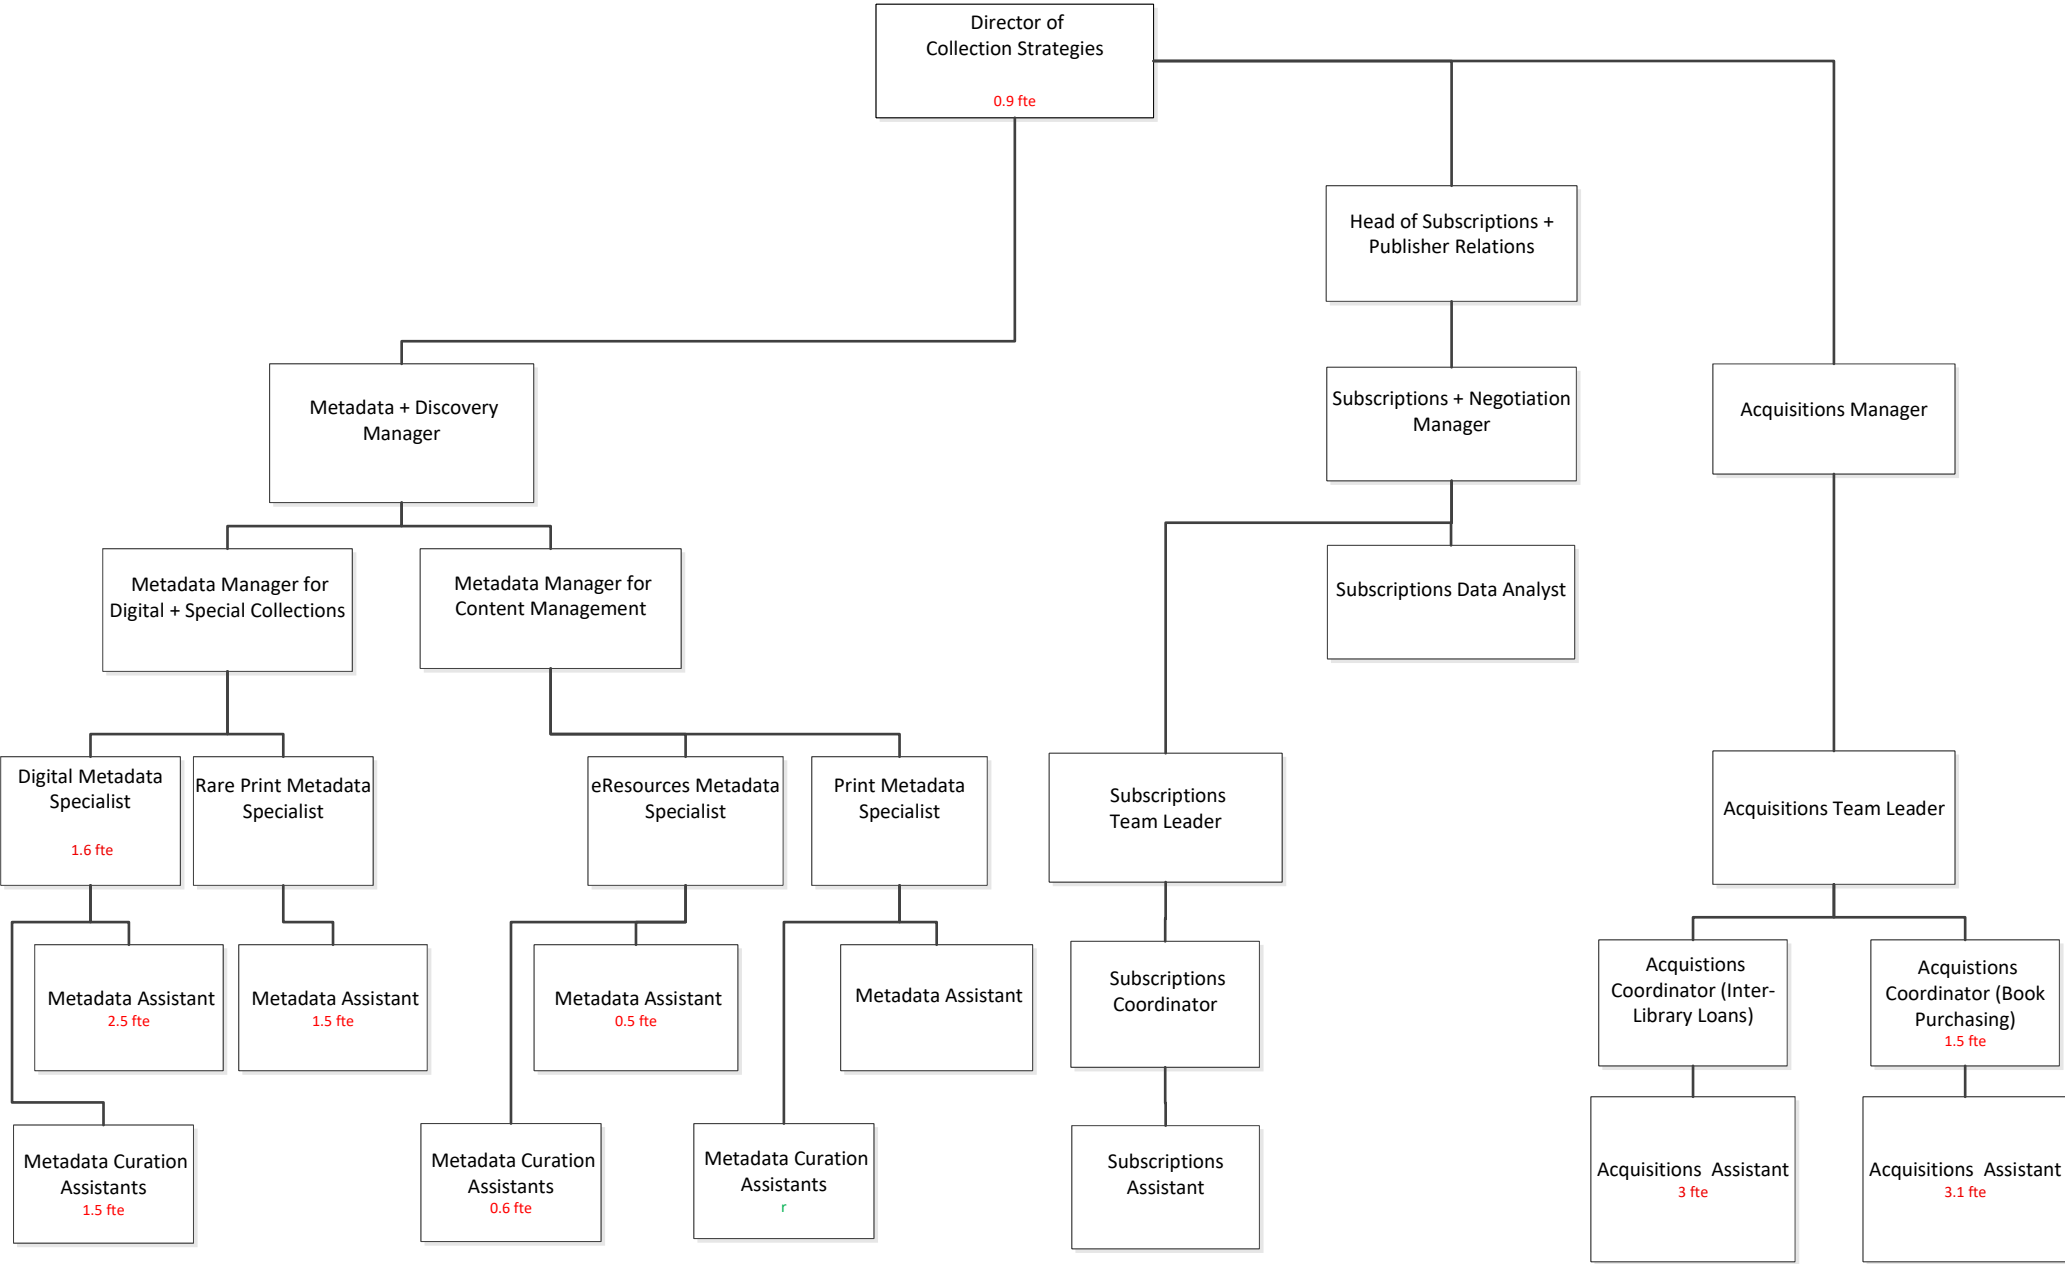 Director of
Collection Strategies
0.9 fte
Head of Subscriptions +
Publisher Relations
Metadata + Discovery
Manager
Subscriptions + Negotiation
Manager
Acquisitions Manager
Metadata Manager for
Digital + Special Collections
Metadata Manager for
Content Management
Subscriptions Data Analyst
Digital Metadata
Specialist
1.6 fte
Rare Print Metadata
Specialist
eResources Metadata
Specialist
Print Metadata
Specialist
Subscriptions
Team Leader
Acquisitions Team Leader
Metadata Assistant
2.5 fte
Metadata Assistant
1.5 fte
Metadata Assistant
0.5 fte
Metadata Assistant
Subscriptions
Coordinator
Acquistions
Coordinator (Inter-
Library Loans)
Acquistions
Coordinator (Book
Purchasing)
1.5 fte
Metadata Curation
Assistants
1.5 fte
Metadata Curation
Assistants
0.6 fte
Metadata Curation
Assistants
r
Subscriptions
Assistant
Acquisitions  Assistant
3 fte
Acquisitions  Assistant
3.1 fte